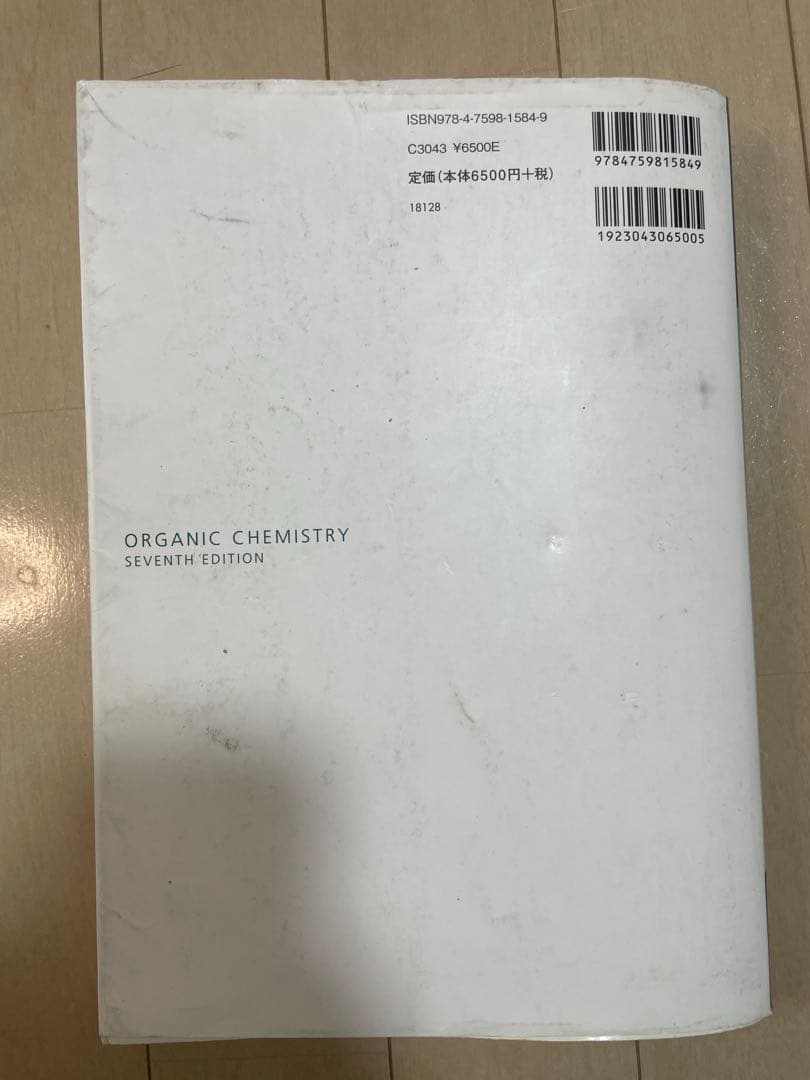 ISBN978-4-7598-1584-9
C3043 ¥6500E
定価(本体6500円+税)
18128
9784759815849
1923043065005
ORGANIC CHEMISTRY
SEVENTH EDITION